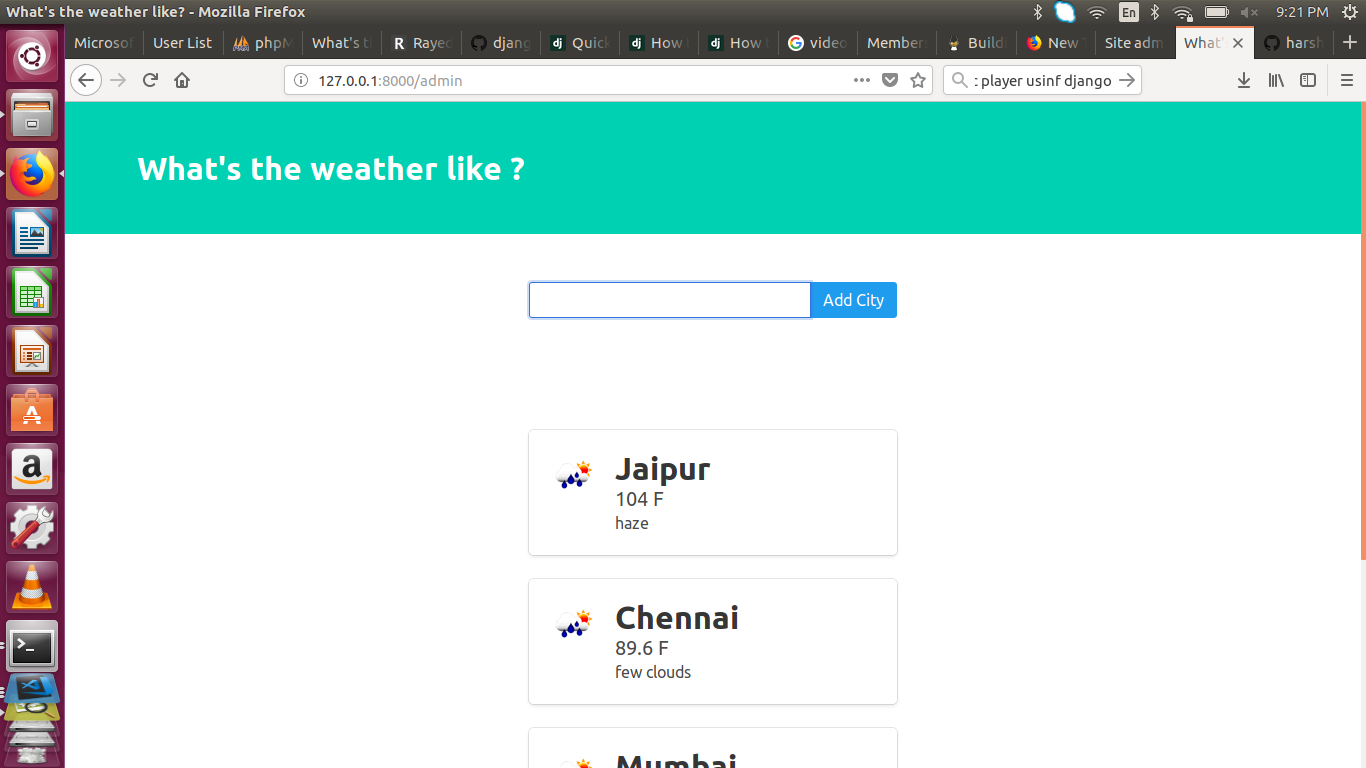 What's the weather like? - Mozilla Firefox
En
9:21 PM
Microsof
User List
phpM
What's t
Rayed
djang
Quick
How t
How t
video
Member
Build
New T
Site adm
What'
harsh
127.0.0.1:8000/admin
player usinf django
What's the weather like ?
Add City
Jaipur
104 F
haze
Chennai
89.6 F
few clouds
Mumbai